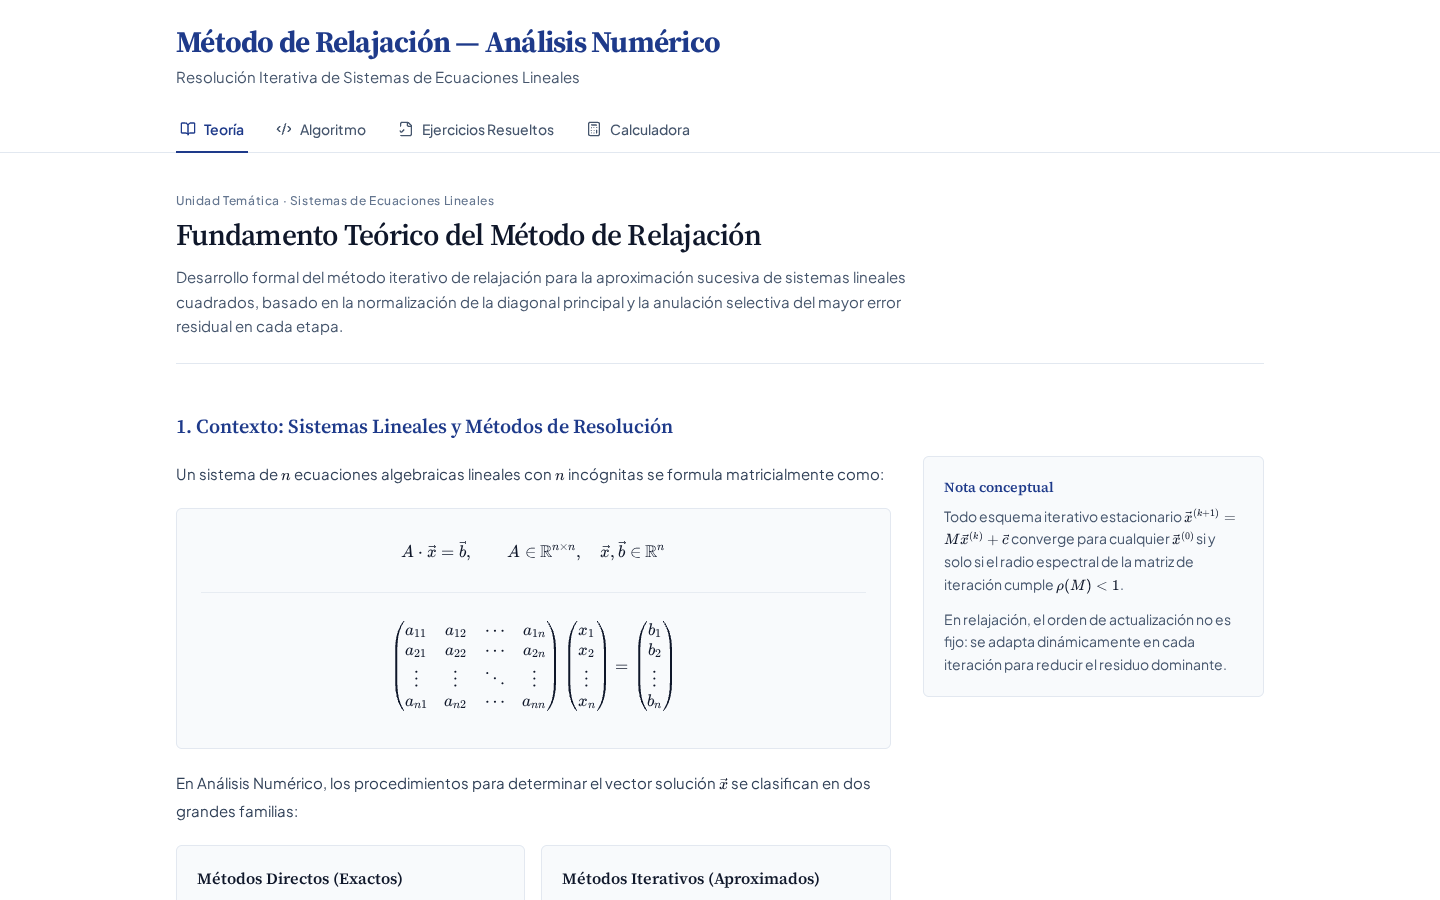 Método de Relajación — Análisis Numérico
Resolución Iterativa de Sistemas de Ecuaciones Lineales
Teoría
Algoritmo
Ejercicios Resueltos
Calculadora
Unidad Temática · Sistemas de Ecuaciones Lineales
Fundamento Teórico del Método de Relajación
Desarrollo formal del método iterativo de relajación para la aproximación sucesiva de sistemas lineales
cuadrados, basado en la normalización de la diagonal principal y la anulación selectiva del mayor error
residual en cada etapa.
1. Contexto: Sistemas Lineales y Métodos de Resolución
Un sistema de n ecuaciones algebraicas lineales con n incógnitas se formula matricialmente como:
A · x⃗ = b⃗, A ∈ ℝⁿˣⁿ, x⃗, b⃗ ∈ ℝⁿ
a₁₁ a₁₂ ⋯ a₁ₙ x₁ b₁
a₂₁ a₂₂ ⋯ a₂ₙ x₂ b₂
⋮ ⋮ ⋱ ⋮ ⋮ = ⋮
aₙ₁ aₙ₂ ⋯ aₙₙ xₙ bₙ
En Análisis Numérico, los procedimientos para determinar el vector solución x⃗ se clasifican en dos
grandes familias:
Métodos Directos (Exactos)
Métodos Iterativos (Aproximados)
Nota conceptual
Todo esquema iterativo estacionario x⃗⁽ᵏ⁺¹⁾ =
Mx⃗⁽ᵏ⁾ + c⃗ converge para cualquier x⃗⁽⁰⁾ si y
solo si el radio espectral de la matriz de
iteración cumple ρ(M) < 1.
En relajación, el orden de actualización no es
fijo: se adapta dinámicamente en cada
iteración para reducir el residuo dominante.